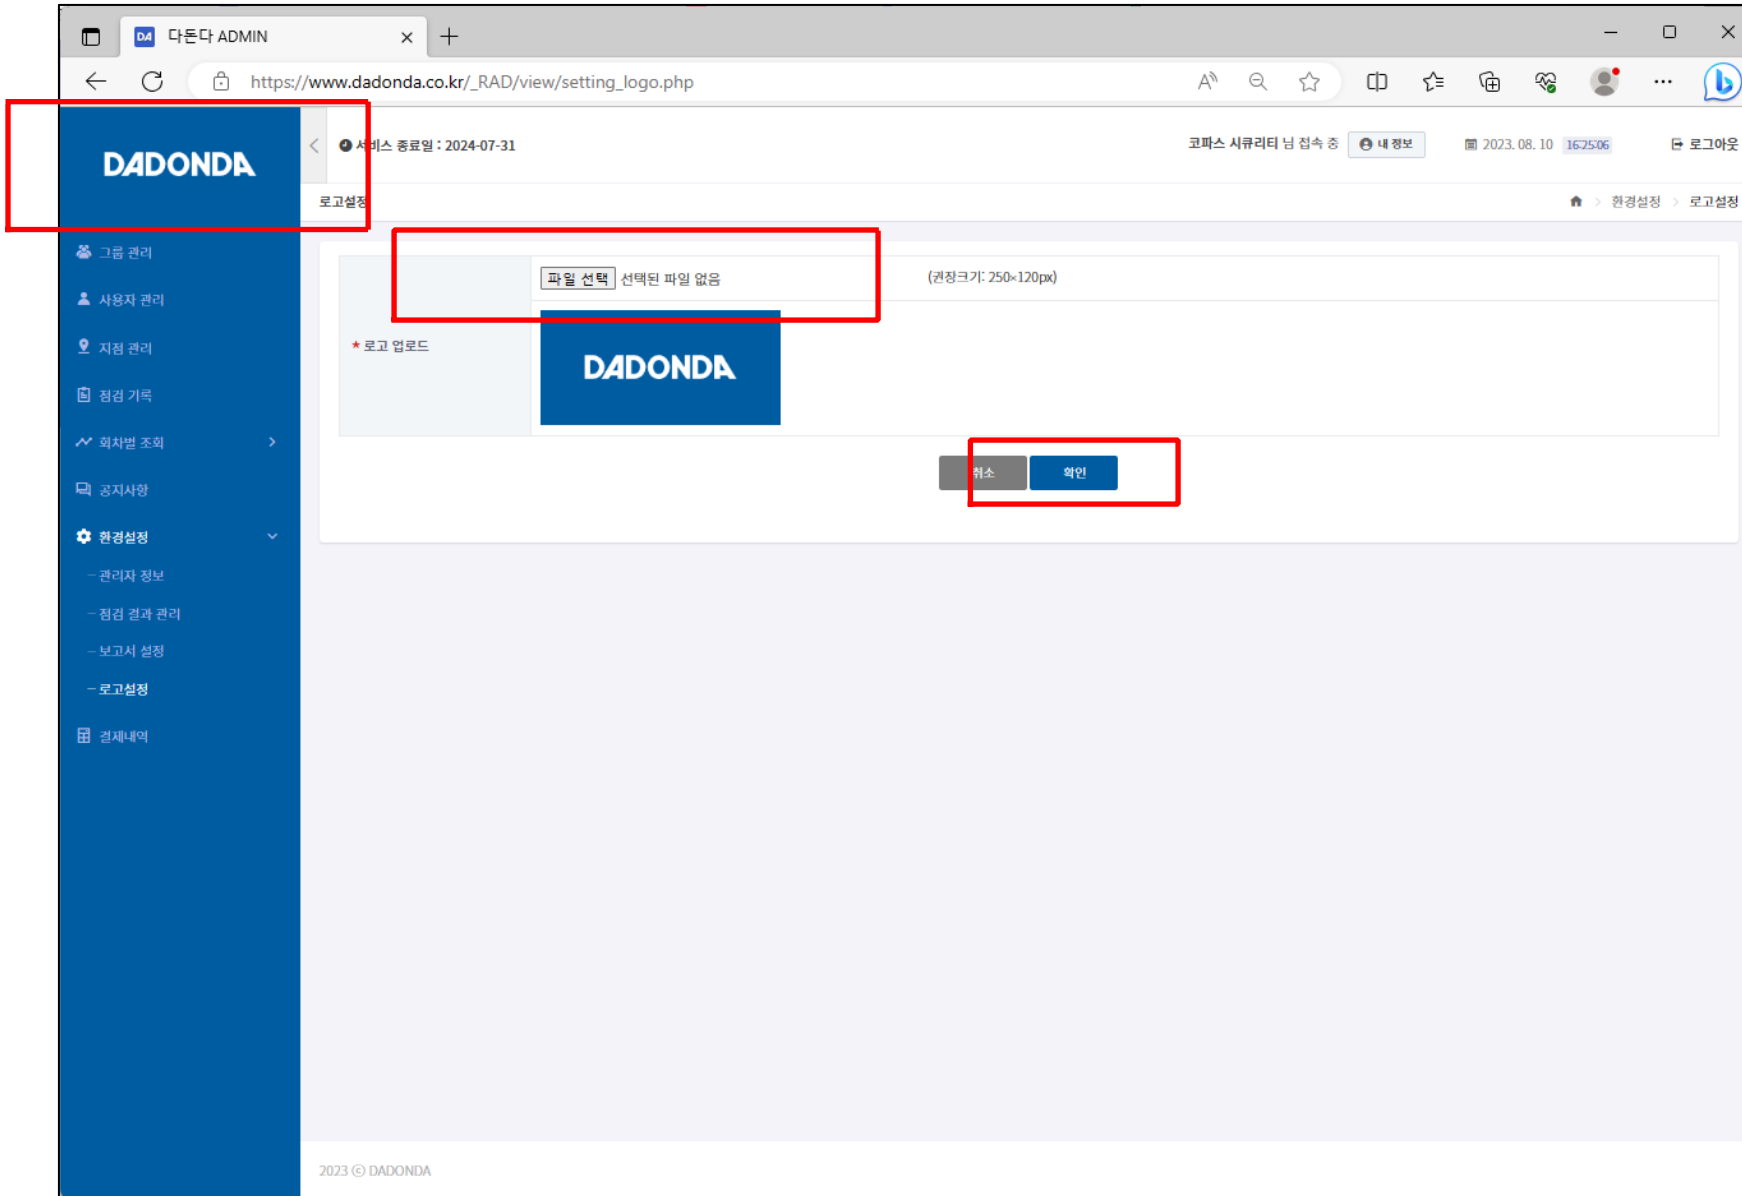 다돈다 ADMIN
https://www.dadonda.co.kr/_RAD/view/setting_logo.php
DADONDA
서비스 종료일 : 2024-07-31
코파스 시큐리티 님 접속 중
내 정보
2023. 08. 10 16:25:06
로그아웃
로고설정
환경설정 > 로고설정
그룹 관리
사용자 관리
지점 관리
점검 기록
회차별 조회
공지사항
환경설정
– 관리자 정보
– 점검 결과 관리
– 보고서 설정
– 로고설정
결제내역
* 로고 업로드
파일 선택 선택된 파일 없음
(권장크기: 250×120px)
DADONDA
취소
확인
2023 ⓒ DADONDA